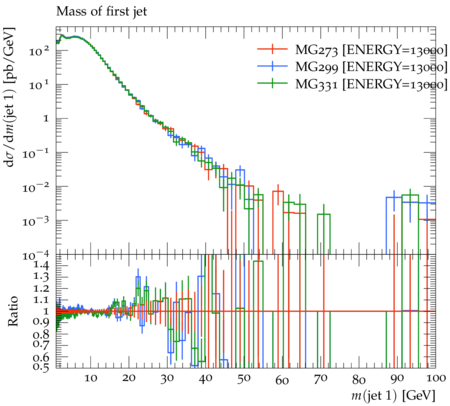 Mass of first jet
dσ/dm(jet 1) [pb/GeV]
MG273 [ENERGY=13000]
MG299 [ENERGY=13000]
MG331 [ENERGY=13000]
10^2
10^1
1
10^−1
10^−2
10^−3
10^−4
Ratio
1.4
1.3
1.2
1.1
1
0.9
0.8
0.7
0.6
0.5
10 20 30 40 50 60 70 80 90 100
m(jet 1) [GeV]